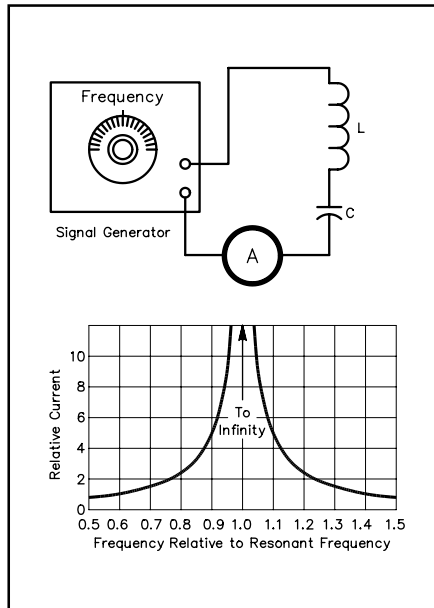 Frequency
L
C
Signal Generator
A
10
8
6
4
2
0
Relative Current
To
Infinity
0.5 0.6 0.7 0.8 0.9 1.0 1.1 1.2 1.3 1.4 1.5
Frequency Relative to Resonant Frequency